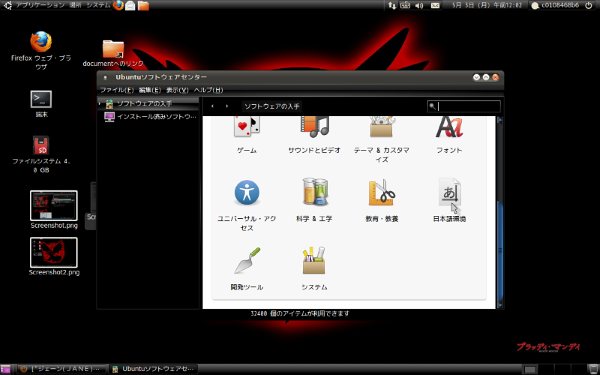 アプリケーション 場所 システム
5月 3日 (月) 午前12:02
c0108468b6
Firefox ウェブ・ブラ
ウザ
documentへのリンク
端末
ファイルシステム 4.
0 GB
Screenshot.png
Screenshot2.png
Ubuntuソフトウェアセンター
ファイル(F) 編集(E) 表示(V) ヘルプ(H)
ソフトウェアの入手
インストール済みソフトウ…
ソフトウェアの入手
ゲーム
サウンドとビデオ
テーマ & カスタマ
イズ
フォント
ユニバーサル・アク
セス
科学 & 工学
教育・教養
日本語環境
開発ツール
システム
32400 個のアイテムが利用できます
ブラッディ・マンデイ
["ジェーン(JANE)…
Ubuntuソフトウェアセ…